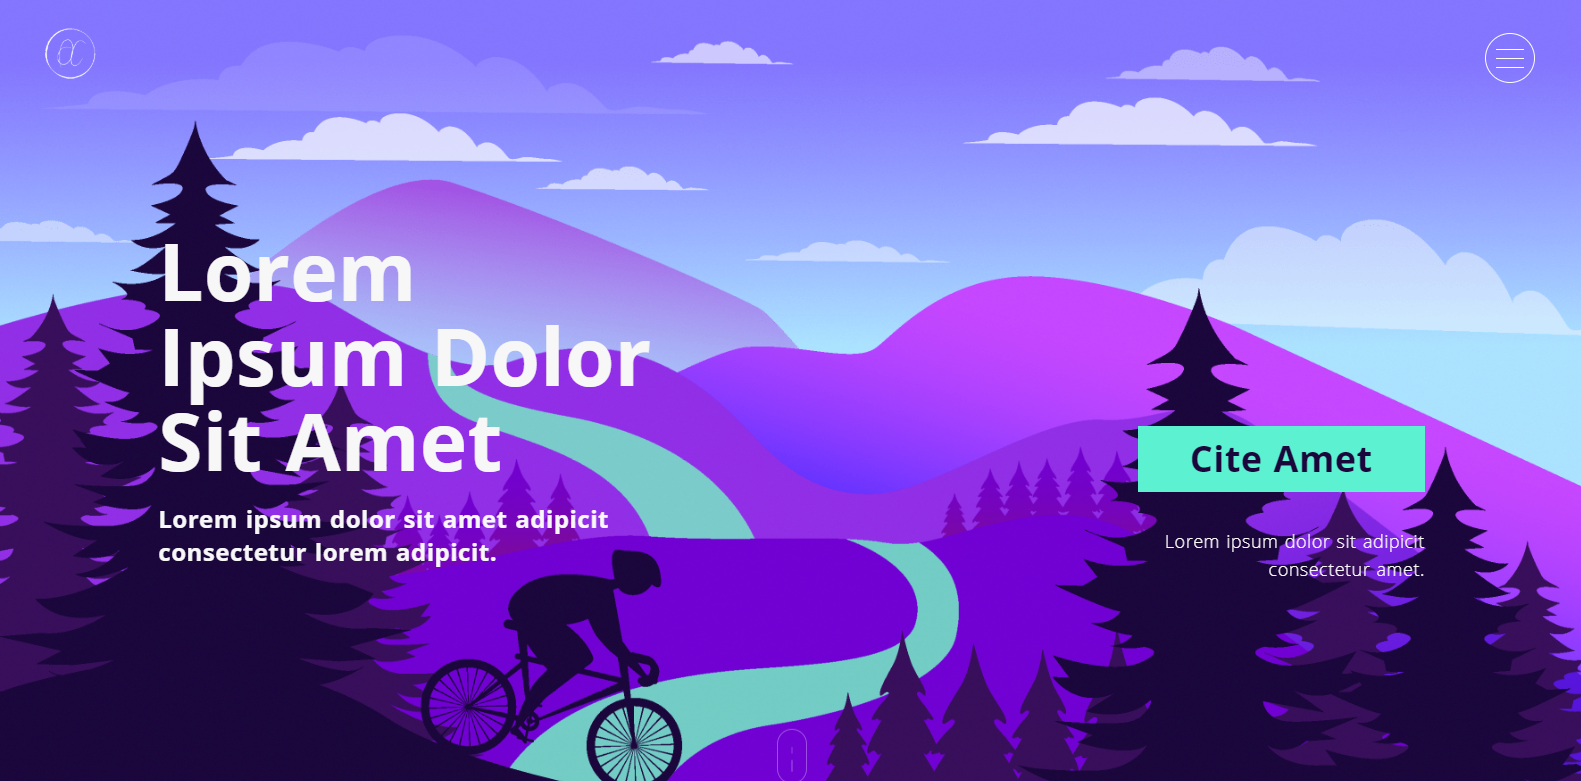 Lorem
Ipsum Dolor
Sit Amet
Lorem ipsum dolor sit amet adipicit
consectetur lorem adipicit.
Cite Amet
Lorem ipsum dolor sit adipicit
consectetur amet.